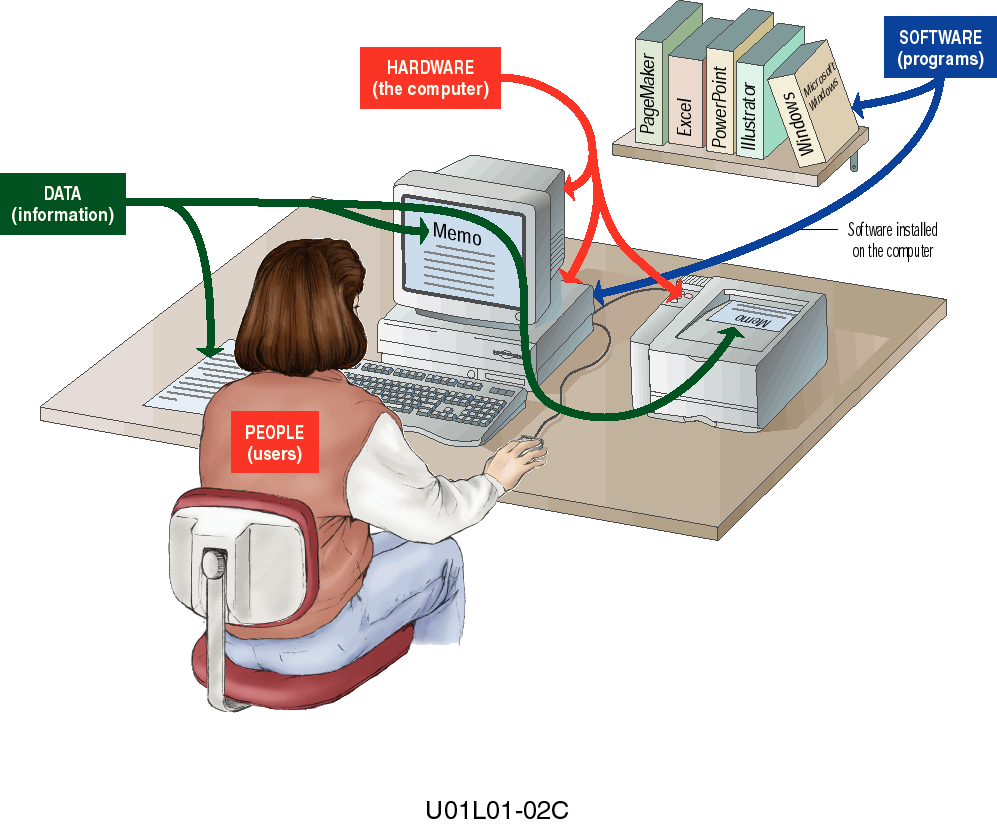 SOFTWARE
(programs)
HARDWARE
(the computer)
PageMaker
Excel
PowerPoint
Illustrator
Windows
Microsoft
Windows
DATA
(information)
Memo
Software installed
on the computer
Memo
PEOPLE
(users)
U01L01-02C